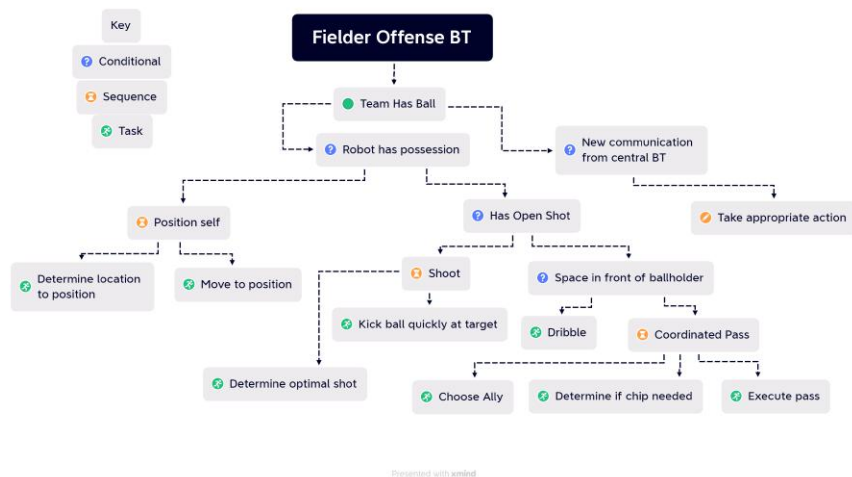 Key
Conditional
Sequence
Task
Fielder Offense BT
Team Has Ball
Robot has possession
New communication
from central BT
Position self
Has Open Shot
Take appropriate action
Determine location
to position
Move to position
Shoot
Space in front of ballholder
Kick ball quickly at target
Dribble
Coordinated Pass
Determine optimal shot
Choose Ally
Determine if chip needed
Execute pass
Presented with xmind